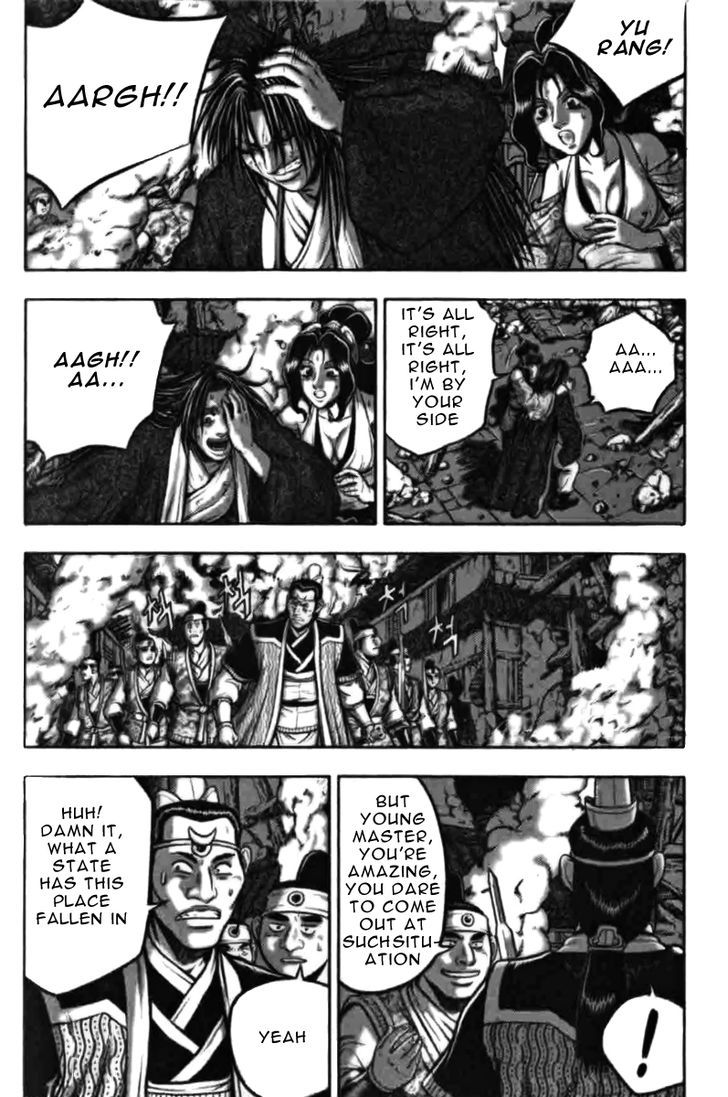 AARGH!!
YU
RANG!
AAGH!!
AA...
IT'S ALL
RIGHT,
IT'S ALL
RIGHT,
I'M BY
YOUR
SIDE
AA...
AAA...
HUH!
DAMN IT,
WHAT A
STATE
HAS THIS
PLACE
FALLEN IN
YEAH
BUT
YOUNG
MASTER,
YOU'RE
AMAZING,
YOU DARE
TO COME
OUT AT
SUCHSITU-
ATION
!